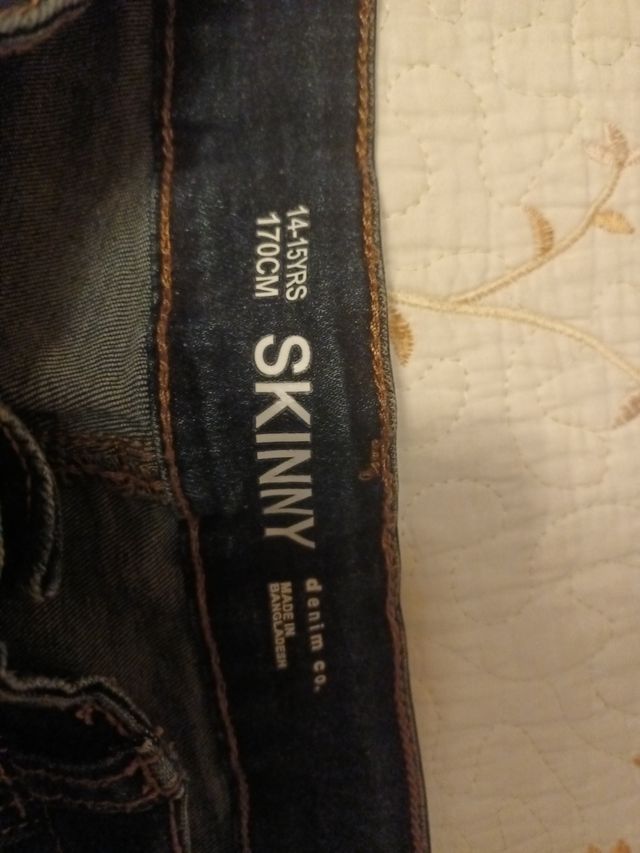 14-15YRS
170CM
SKINNY
denim co.
MADE IN
BANGLADESH